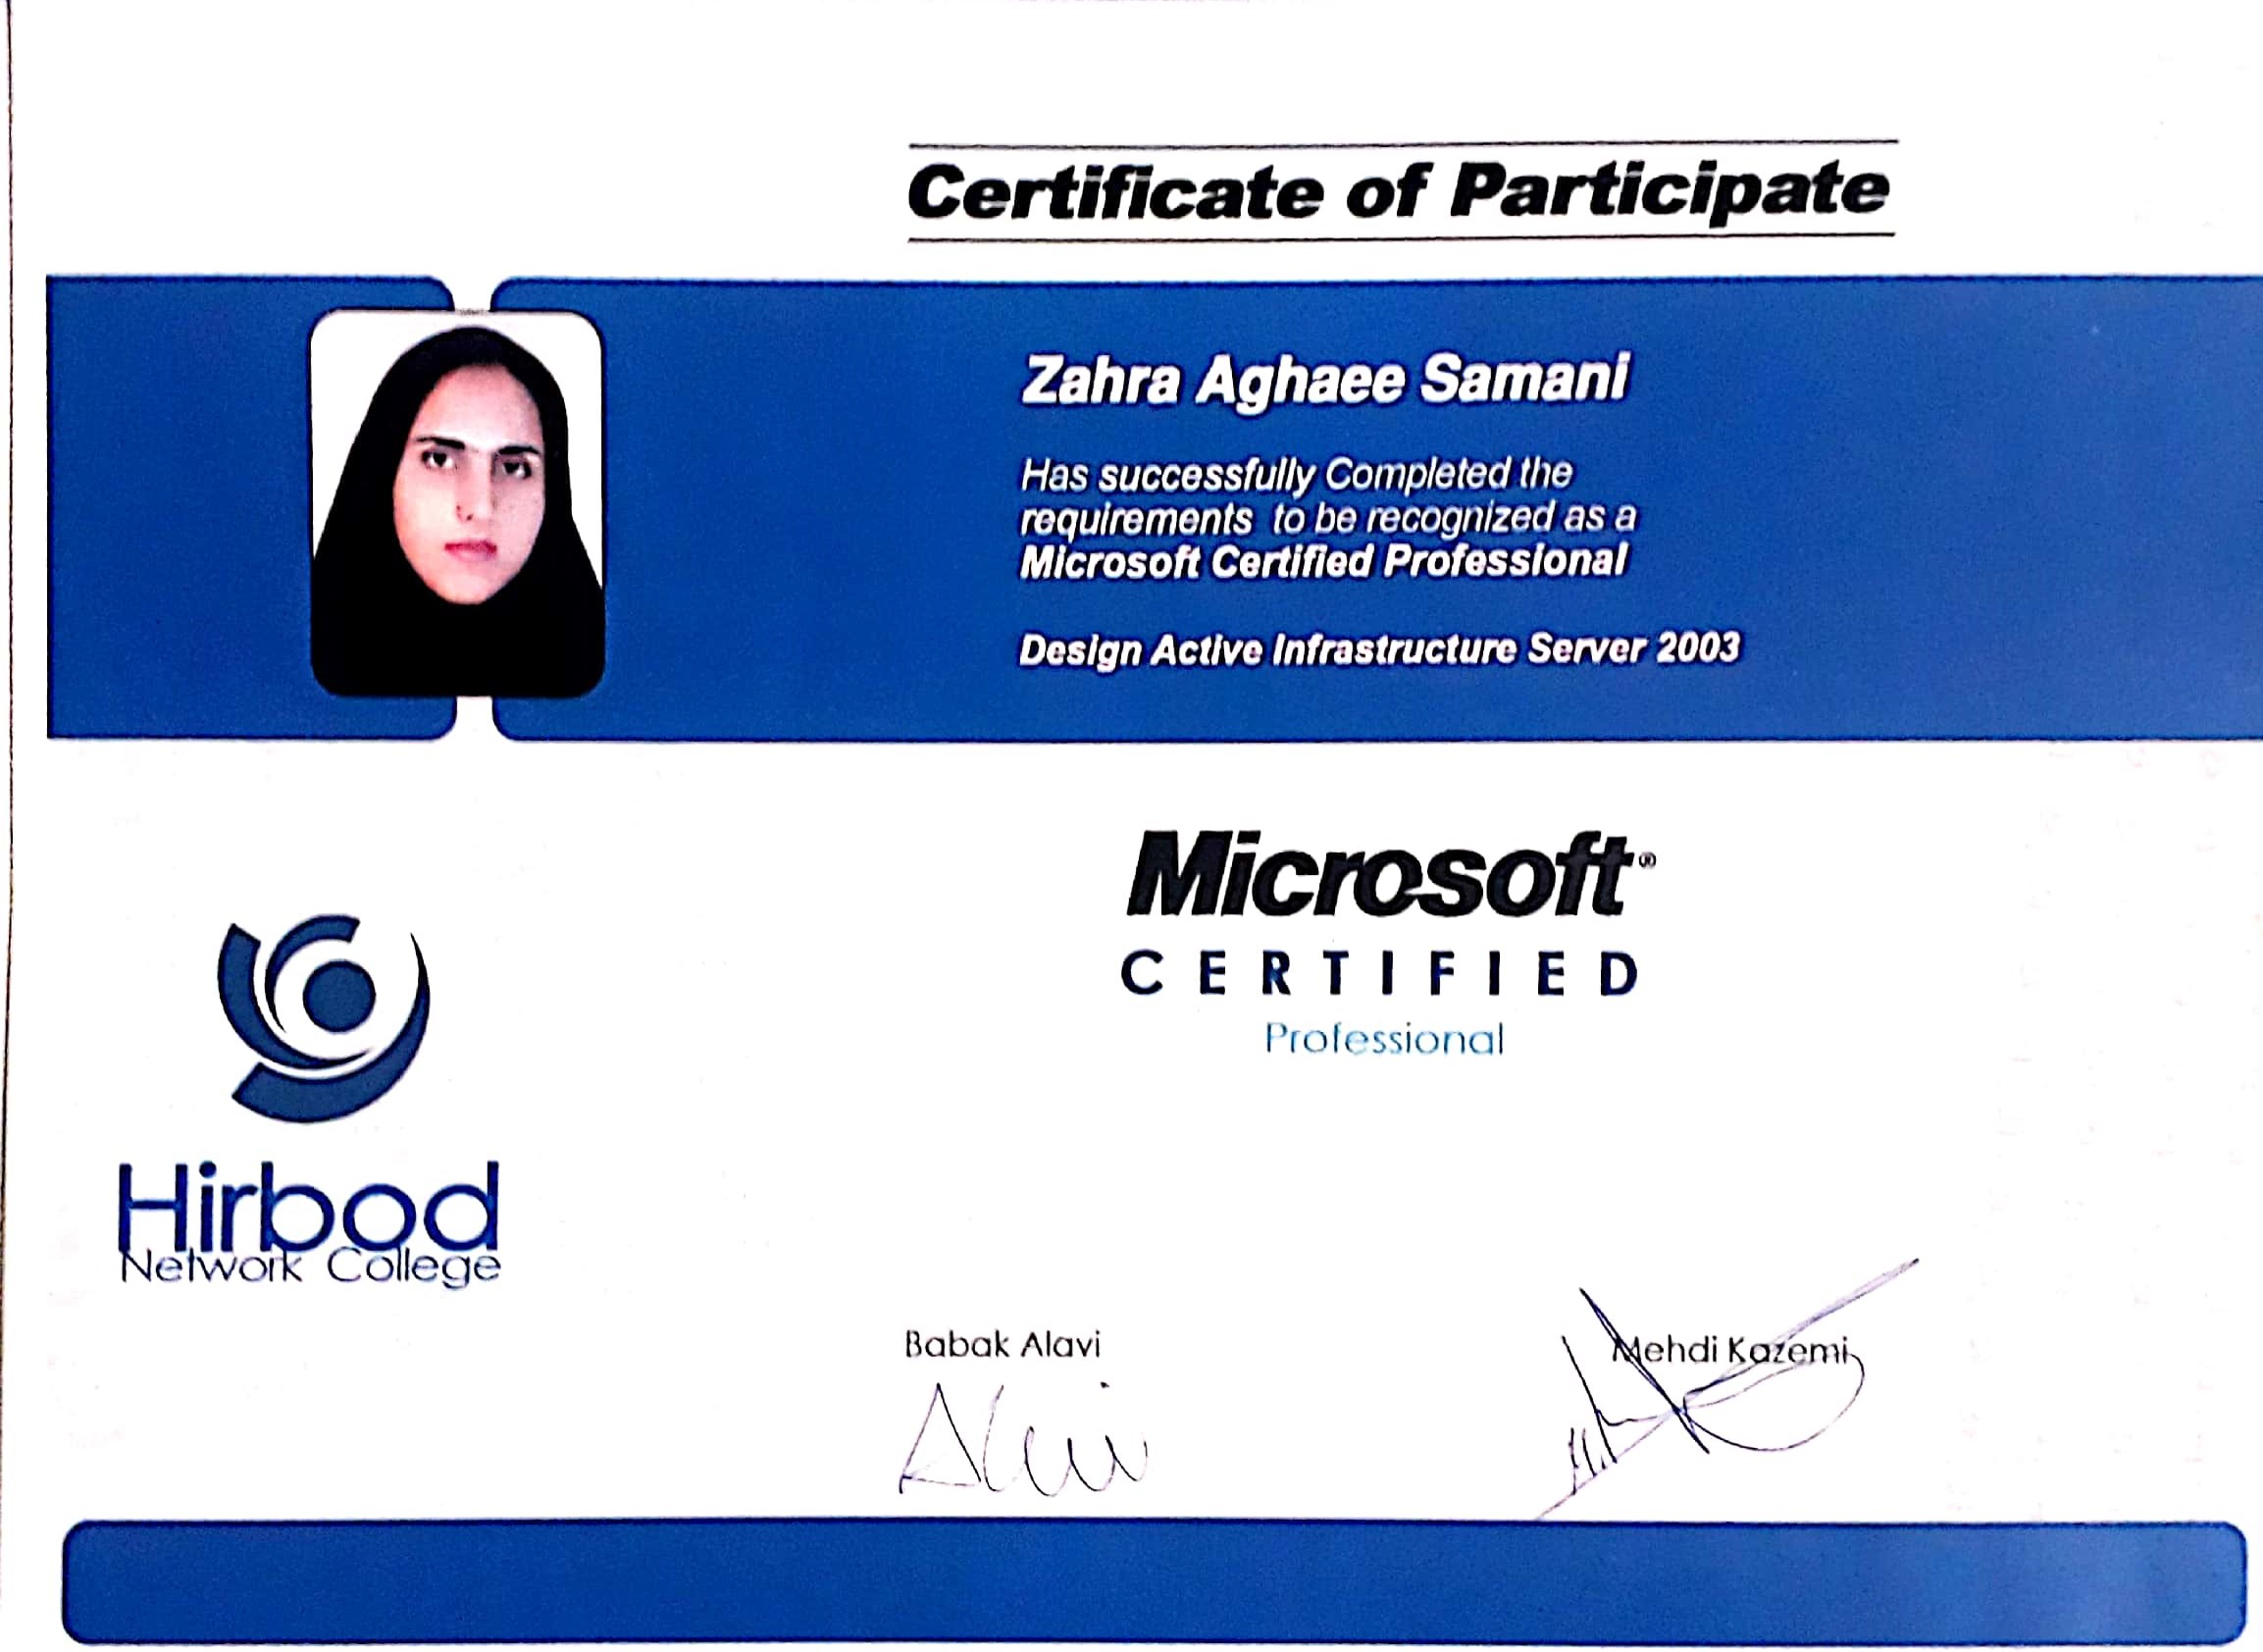 Certificate of Participate
Zahra Aghaee Samani
Has successfully Completed the
requirements to be recognized as a
Microsoft Certified Professional
Design Active Infrastructure Server 2003
Microsoft®
CERTIFIED
Professional
Hirbod
Network College
Babak Alavi
Mehdi Kazemi
Alavi